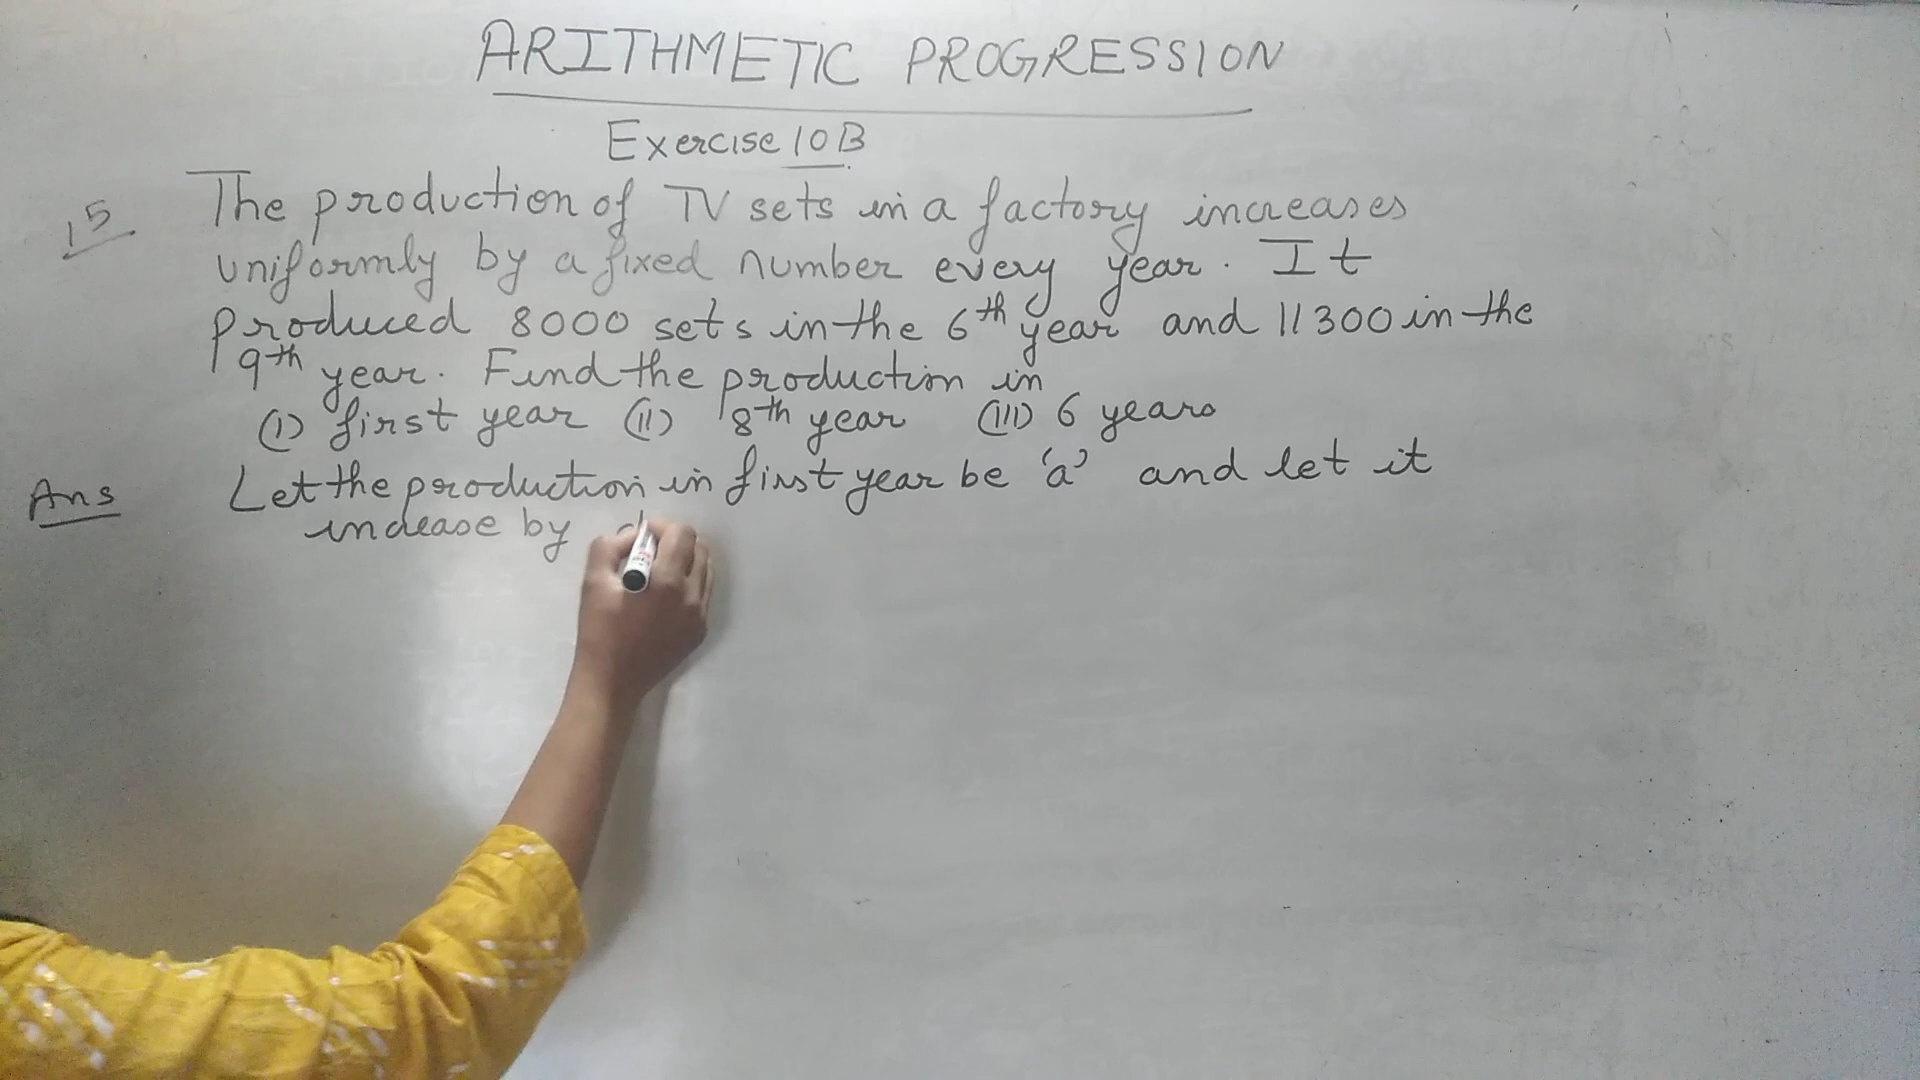 ARITHMETIC PROGRESSION
Exercise 10B
15 The production of TV sets in a factory increases
uniformly by a fixed number every year. It
produced 8000 sets in the 6th year and 11300 in the
9th year. Find the production in
(I) first year (II) 8th year (III) 6 years
Ans Let the production in first year be 'a' and let it
increase by d